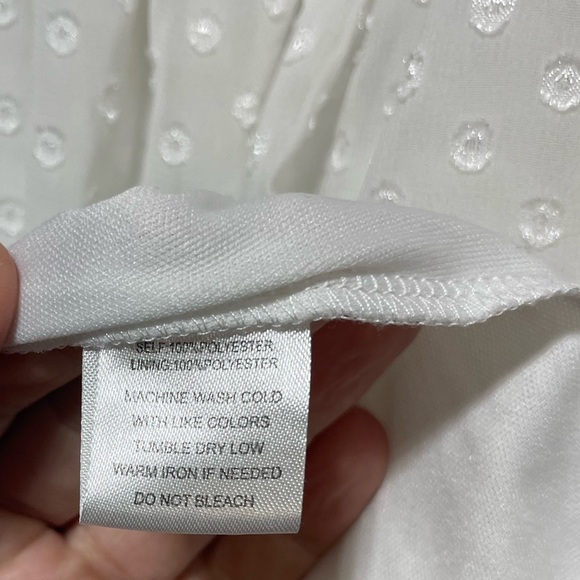 SELF:100%POLYESTER
LINING:100%POLYESTER
MACHINE WASH COLD
WITH LIKE COLORS
TUMBLE DRY LOW
WARM IRON IF NEEDED
DO NOT BLEACH